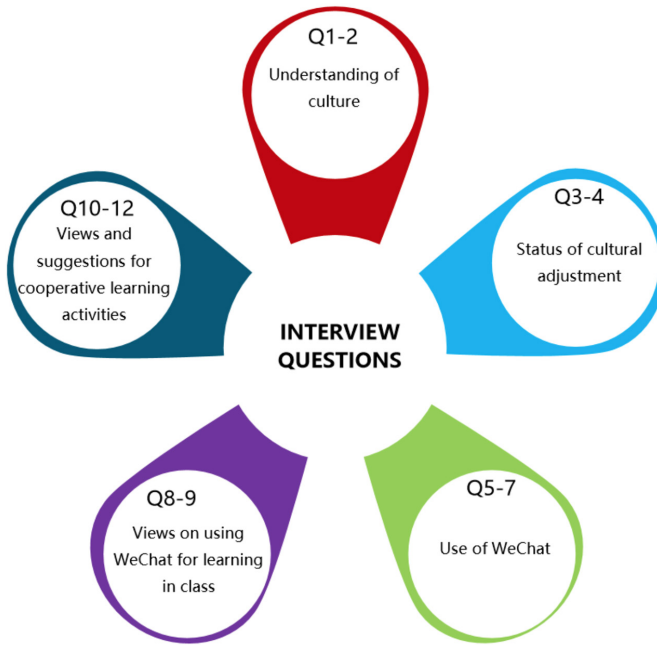 Q1-2
Understanding of
culture
Q3-4
Status of cultural
adjustment
Q5-7
Use of WeChat
Q8-9
Views on using
WeChat for learning
in class
Q10-12
Views and
suggestions for
cooperative learning
activities
INTERVIEW
QUESTIONS